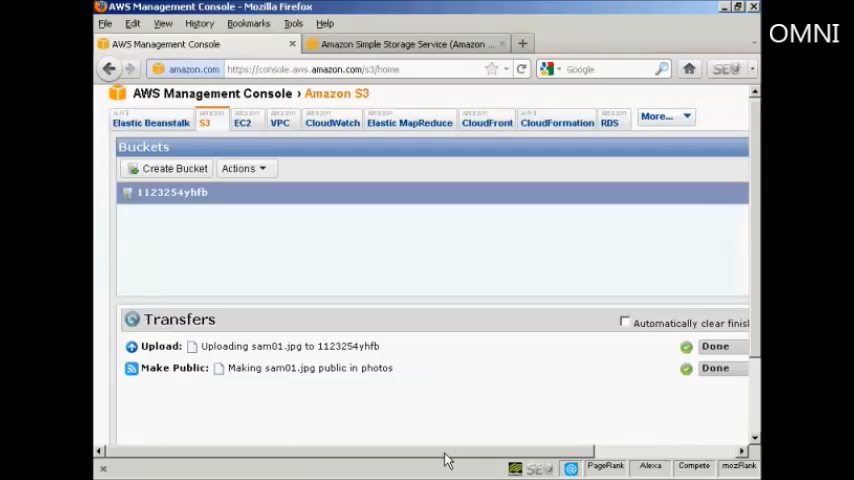 AWS Management Console - Mozilla Firefox
OMNI
File Edit View History Bookmarks Tools Help
AWS Management Console × Amazon Simple Storage Service (Amazon ... × +
amazon.com https://console.aws.amazon.com/s3/home Google SEO
AWS Management Console › Amazon S3
Elastic Beanstalk S3 EC2 VPC CloudWatch Elastic MapReduce CloudFront CloudFormation RDS More...
Buckets
Create Bucket Actions
1123254yhfb
Transfers Automatically clear finish
Upload: Uploading sam01.jpg to 1123254yhfb Done
Make Public: Making sam01.jpg public in photos Done
× SEO PageRank Alexa Compete mozRank